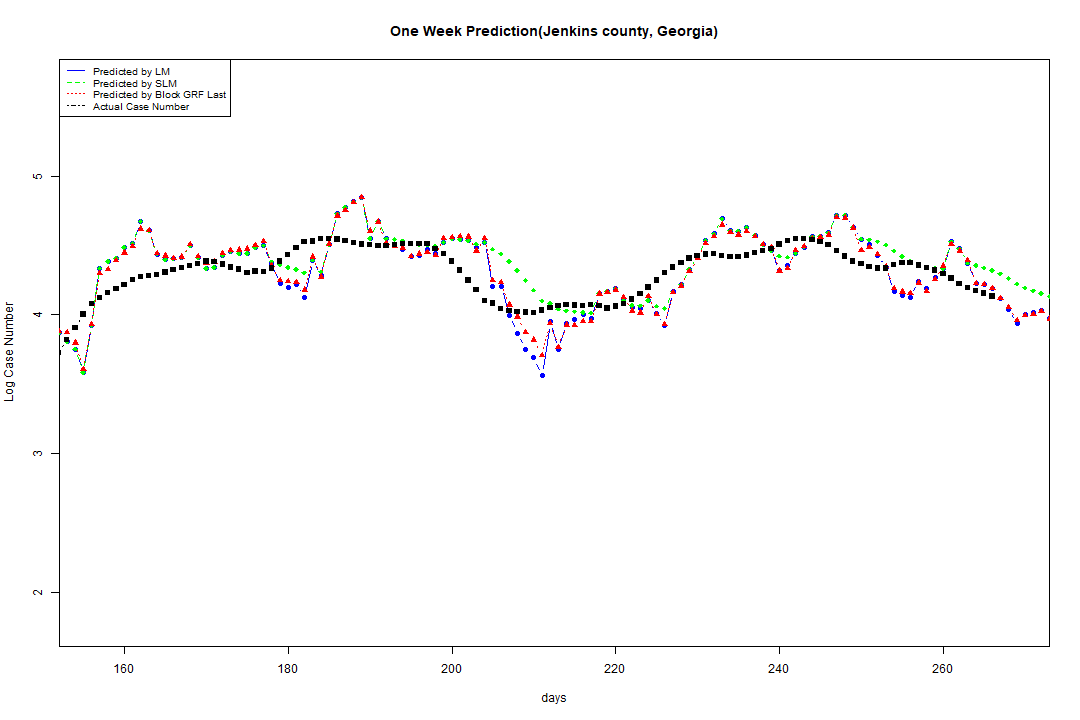 One Week Prediction(Jenkins county, Georgia)
Predicted by LM
Predicted by SLM
Predicted by Block GRF Last
Actual Case Number
5
4
3
2
Log Case Number
160 180 200 220 240 260
days